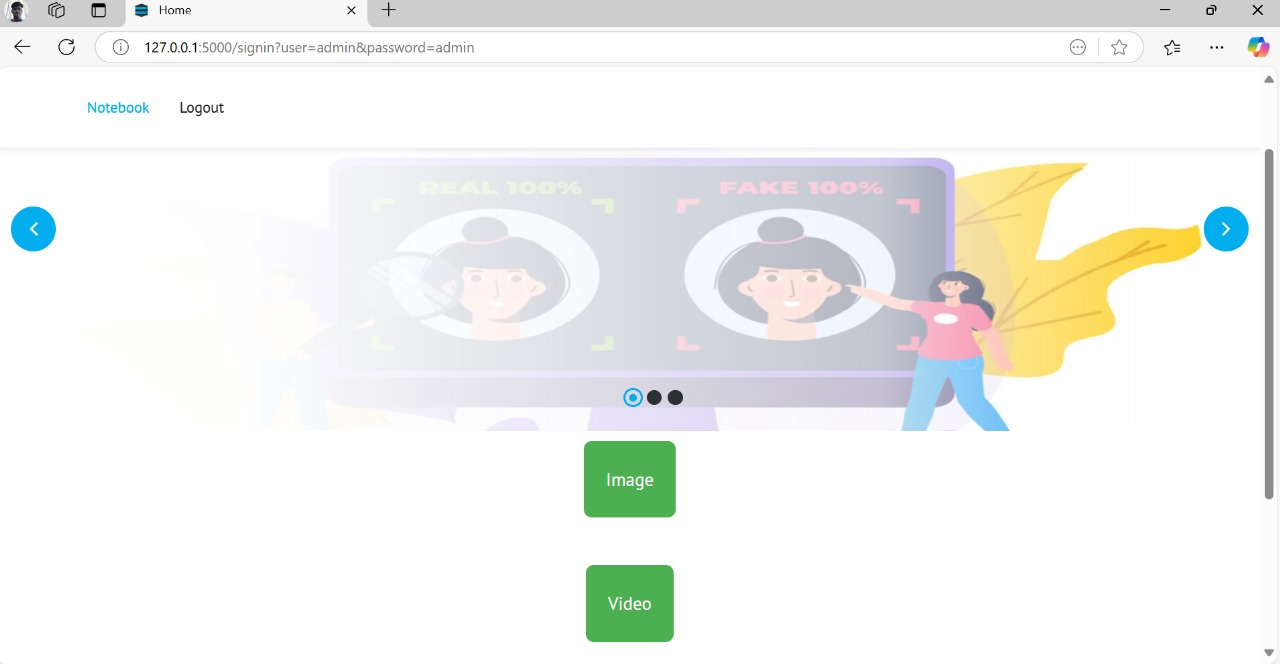 Home
127.0.0.1:5000/signin?user=admin&password=admin
Notebook Logout
REAL 100% FAKE 100%
Image
Video